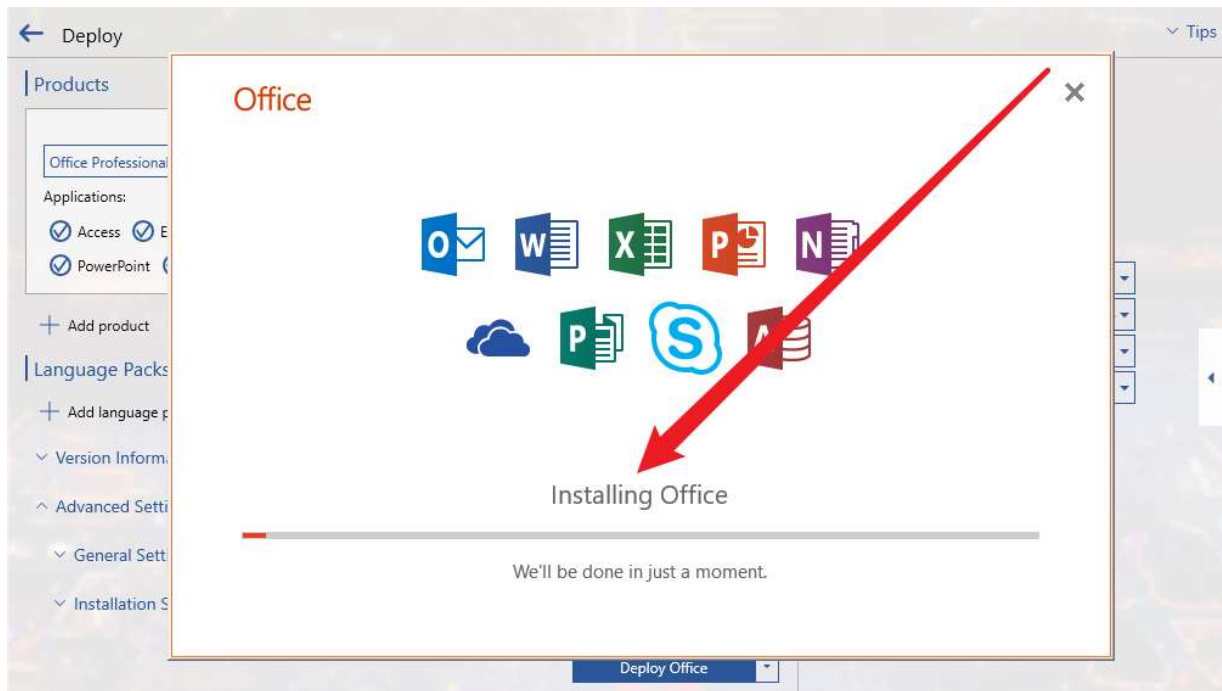 Deploy
Tips
Products
Office
Office Professional
Applications:
Access E
PowerPoint
Add product
Language Packs
Add language p
Version Inform
Advanced Setti
General Sett
Installation S
O
W
X
P
N
P
S
A
Installing Office
We'll be done in just a moment.
Deploy Office